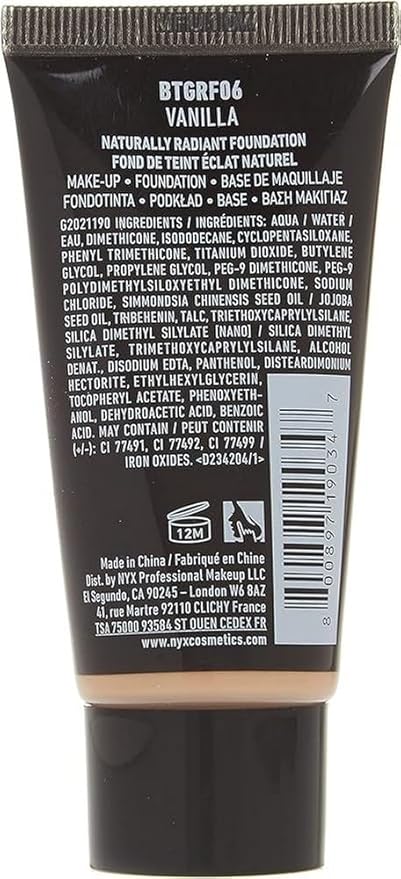 BTGRF06
VANILLA
NATURALLY RADIANT FOUNDATION
FOND DE TEINT ÉCLAT NATUREL
MAKE-UP • FOUNDATION • BASE DE MAQUILLAJE
FONDOTINTA • PODKŁAD • BASE • ΒΑΣΗ ΜΑΚΙΓΙΑΖ
G2021190 INGREDIENTS / INGRÉDIENTS: AQUA / WATER /
EAU, DIMETHICONE, ISODODECANE, CYCLOPENTASILOXANE,
PHENYL TRIMETHICONE, TITANIUM DIOXIDE, BUTYLENE
GLYCOL, PROPYLENE GLYCOL, PEG-9 DIMETHICONE, PEG-9
POLYDIMETHYLSILOXYETHYL DIMETHICONE, SODIUM
CHLORIDE, SIMMONDSIA CHINENSIS SEED OIL / JOJOBA
SEED OIL, TRIBEHENIN, TALC, TRIETHOXYCAPRYLYLSILANE,
SILICA DIMETHYL SILYLATE [NANO] / SILICA DIMETHYL
SILYLATE, TRIMETHOXYCAPRYLYLSILANE, ALCOHOL
DENAT., DISODIUM EDTA, PANTHENOL, DISTEARDIMONIUM
HECTORITE, ETHYLHEXYLGLYCERIN,
TOCOPHERYL ACETATE, PHENOXYETH-
ANOL, DEHYDROACETIC ACID, BENZOIC
ACID. MAY CONTAIN / PEUT CONTENIR
(+/-): CI 77491, CI 77492, CI 77499 /
IRON OXIDES. <D234204/1>
12M
8 00897 19034 7
Made in China / Fabriqué en Chine
Dist. by NYX Professional Makeup LLC
El Segundo, CA 90245 – London W6 8AZ
41, rue Martre 92110 CLICHY France
TSA 75000 93584 ST OUEN CEDEX FR
www.nyxcosmetics.com